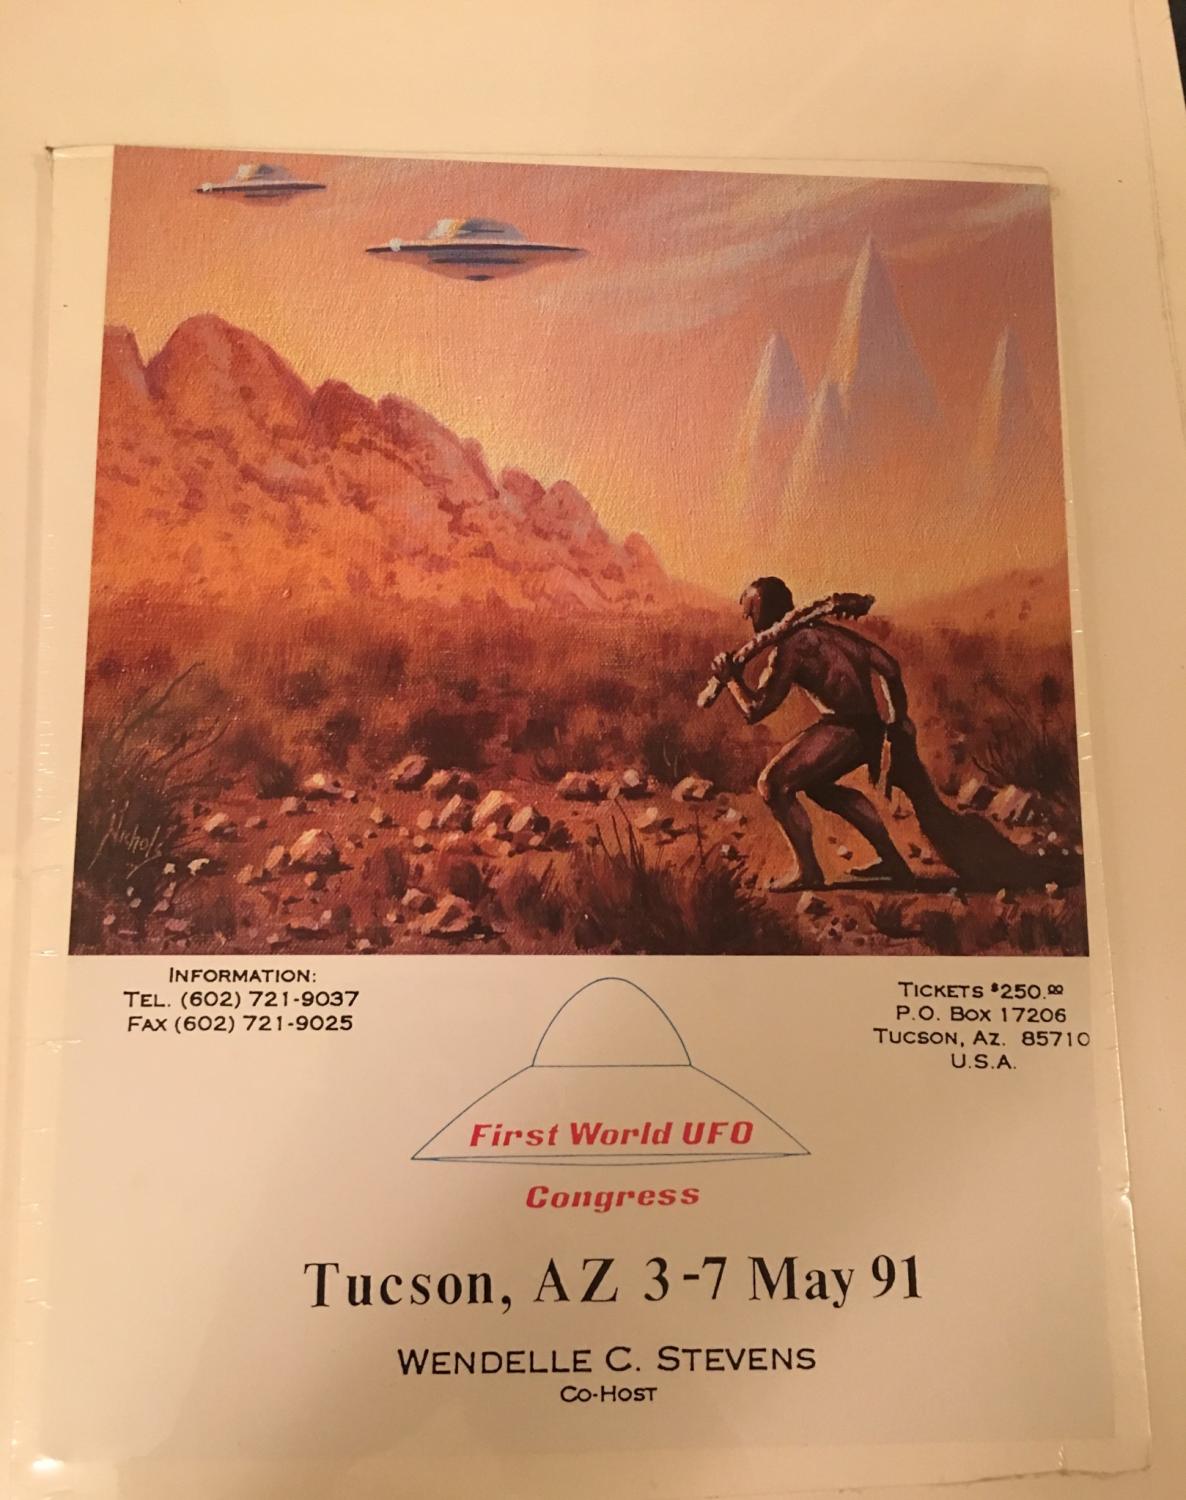 Nichols
INFORMATION:
TEL. (602) 721-9037
FAX (602) 721-9025
TICKETS $250.00
P.O. BOX 17206
TUCSON, AZ. 85710
U.S.A.
First World UFO
Congress
Tucson, AZ 3-7 May 91
WENDELLE C. STEVENS
CO-HOST